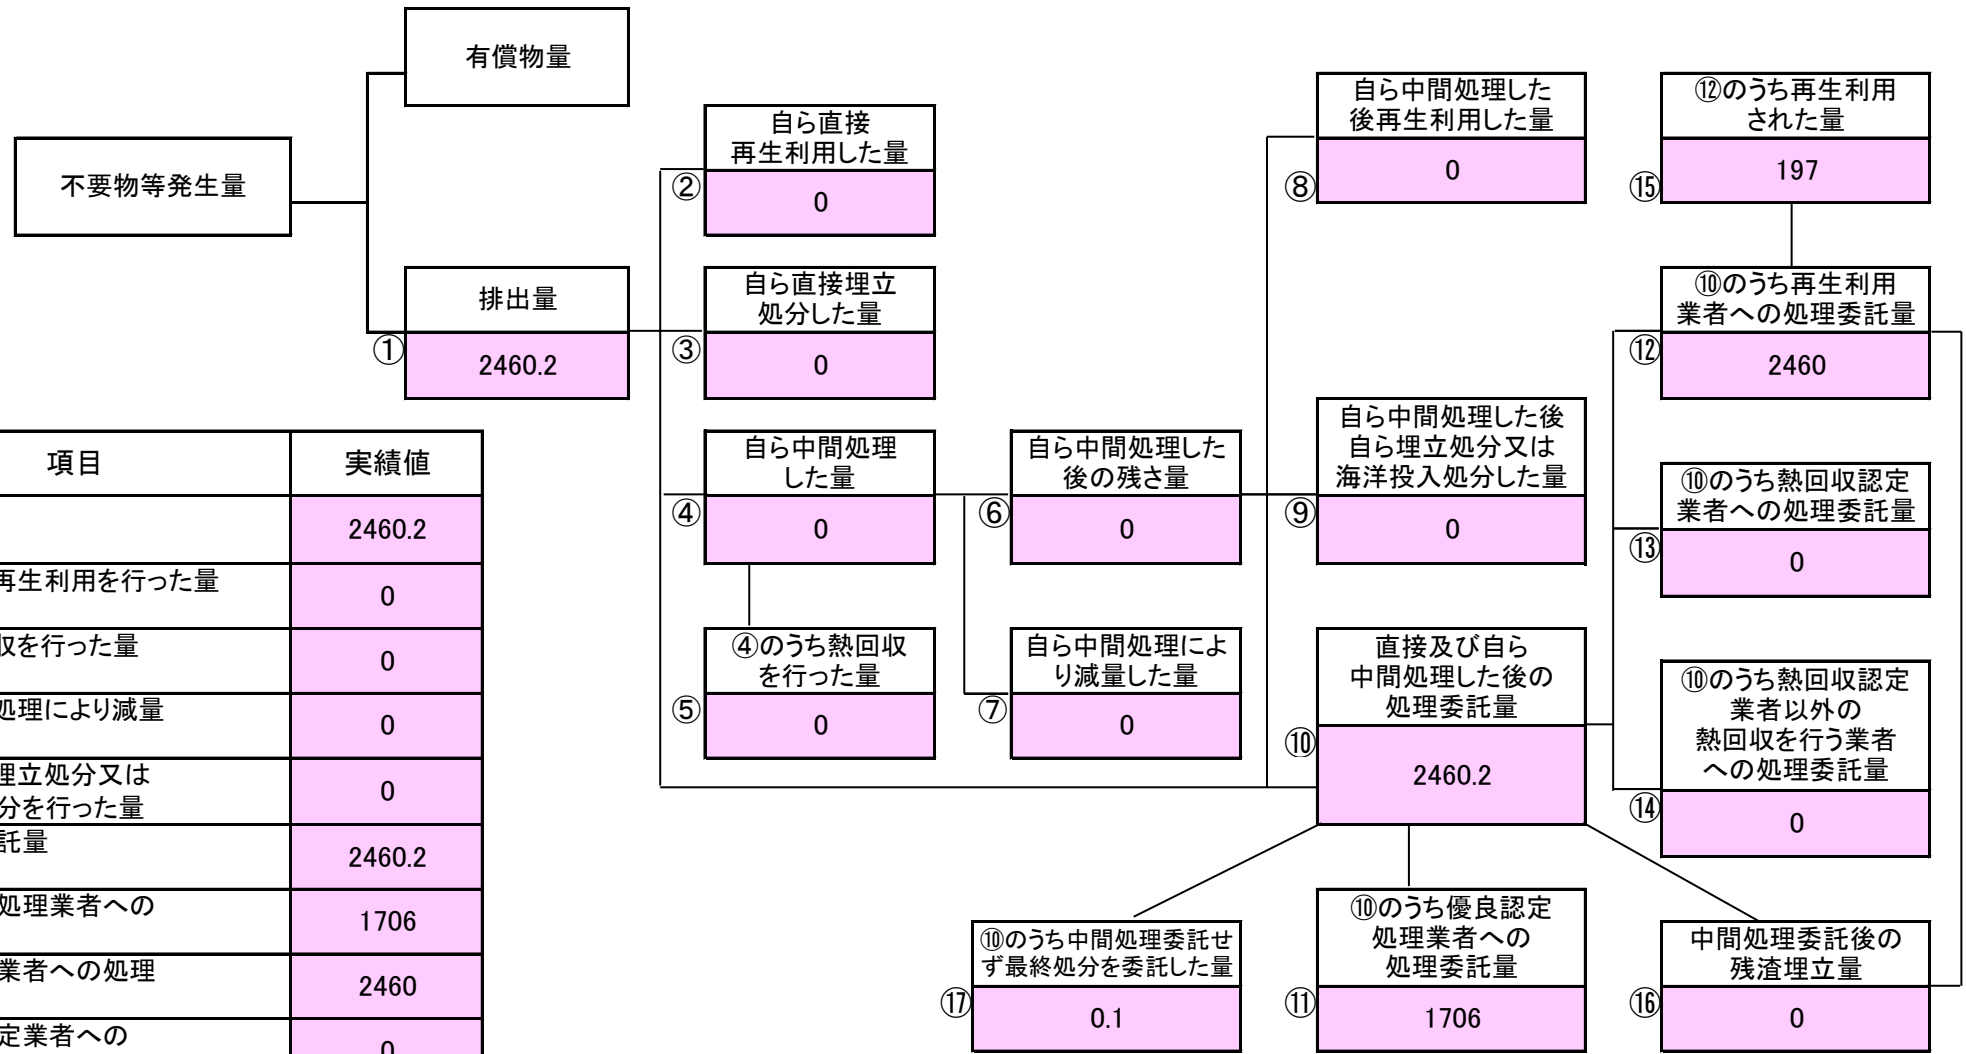 有償物量
不要物等発生量
排出量
①
2460.2
自ら直接
再生利用した量
②
0
自ら直接埋立
処分した量
③
0
自ら中間処理
した量
④
0
④のうち熱回収
を行った量
⑤
0
自ら中間処理した
後の残さ量
⑥
0
自ら中間処理によ
り減量した量
⑦
0
自ら中間処理した
後再生利用した量
⑧
0
自ら中間処理した後
自ら埋立処分又は
海洋投入処分した量
⑨
0
直接及び自ら
中間処理した後の
処理委託量
⑩
2460.2
⑫のうち再生利用
された量
⑮
197
⑩のうち再生利用
業者への処理委託量
⑫
2460
⑩のうち熱回収認定
業者への処理委託量
⑬
0
⑩のうち熱回収認定
業者以外の
熱回収を行う業者
への処理委託量
⑭
0
⑩のうち中間処理委託せ
ず最終処分を委託した量
⑰
0.1
⑩のうち優良認定
処理業者への
処理委託量
⑪
1706
中間処理委託後の
残渣埋立量
⑯
0
項目
実績値
2460.2
再生利用を行った量
0
収を行った量
0
処理により減量
0
埋立処分又は
分を行った量
0
託量
2460.2
処理業者への
1706
業者への処理
2460
定業者への
0